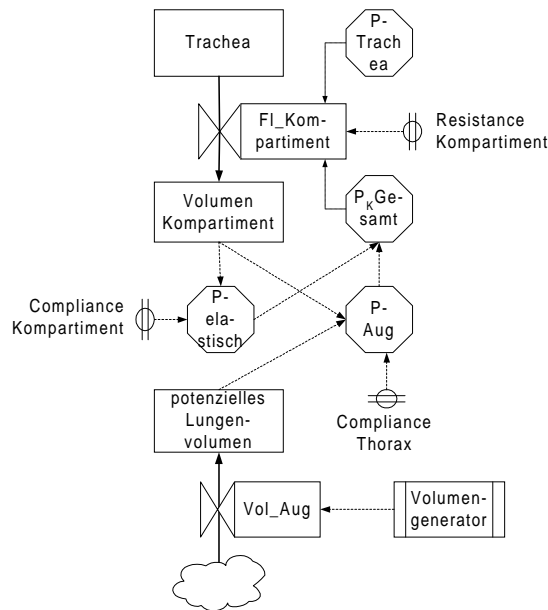 Trachea
P-
Trach
ea
Fl_Kom-
partiment
Resistance
Kompartiment
Volumen
Kompartiment
PKGe-
samt
Compliance
Kompartiment
P-
ela-
stisch
P-
Aug
potenzielles
Lungen-
volumen
Compliance
Thorax
Vol_Aug
Volumen-
generator